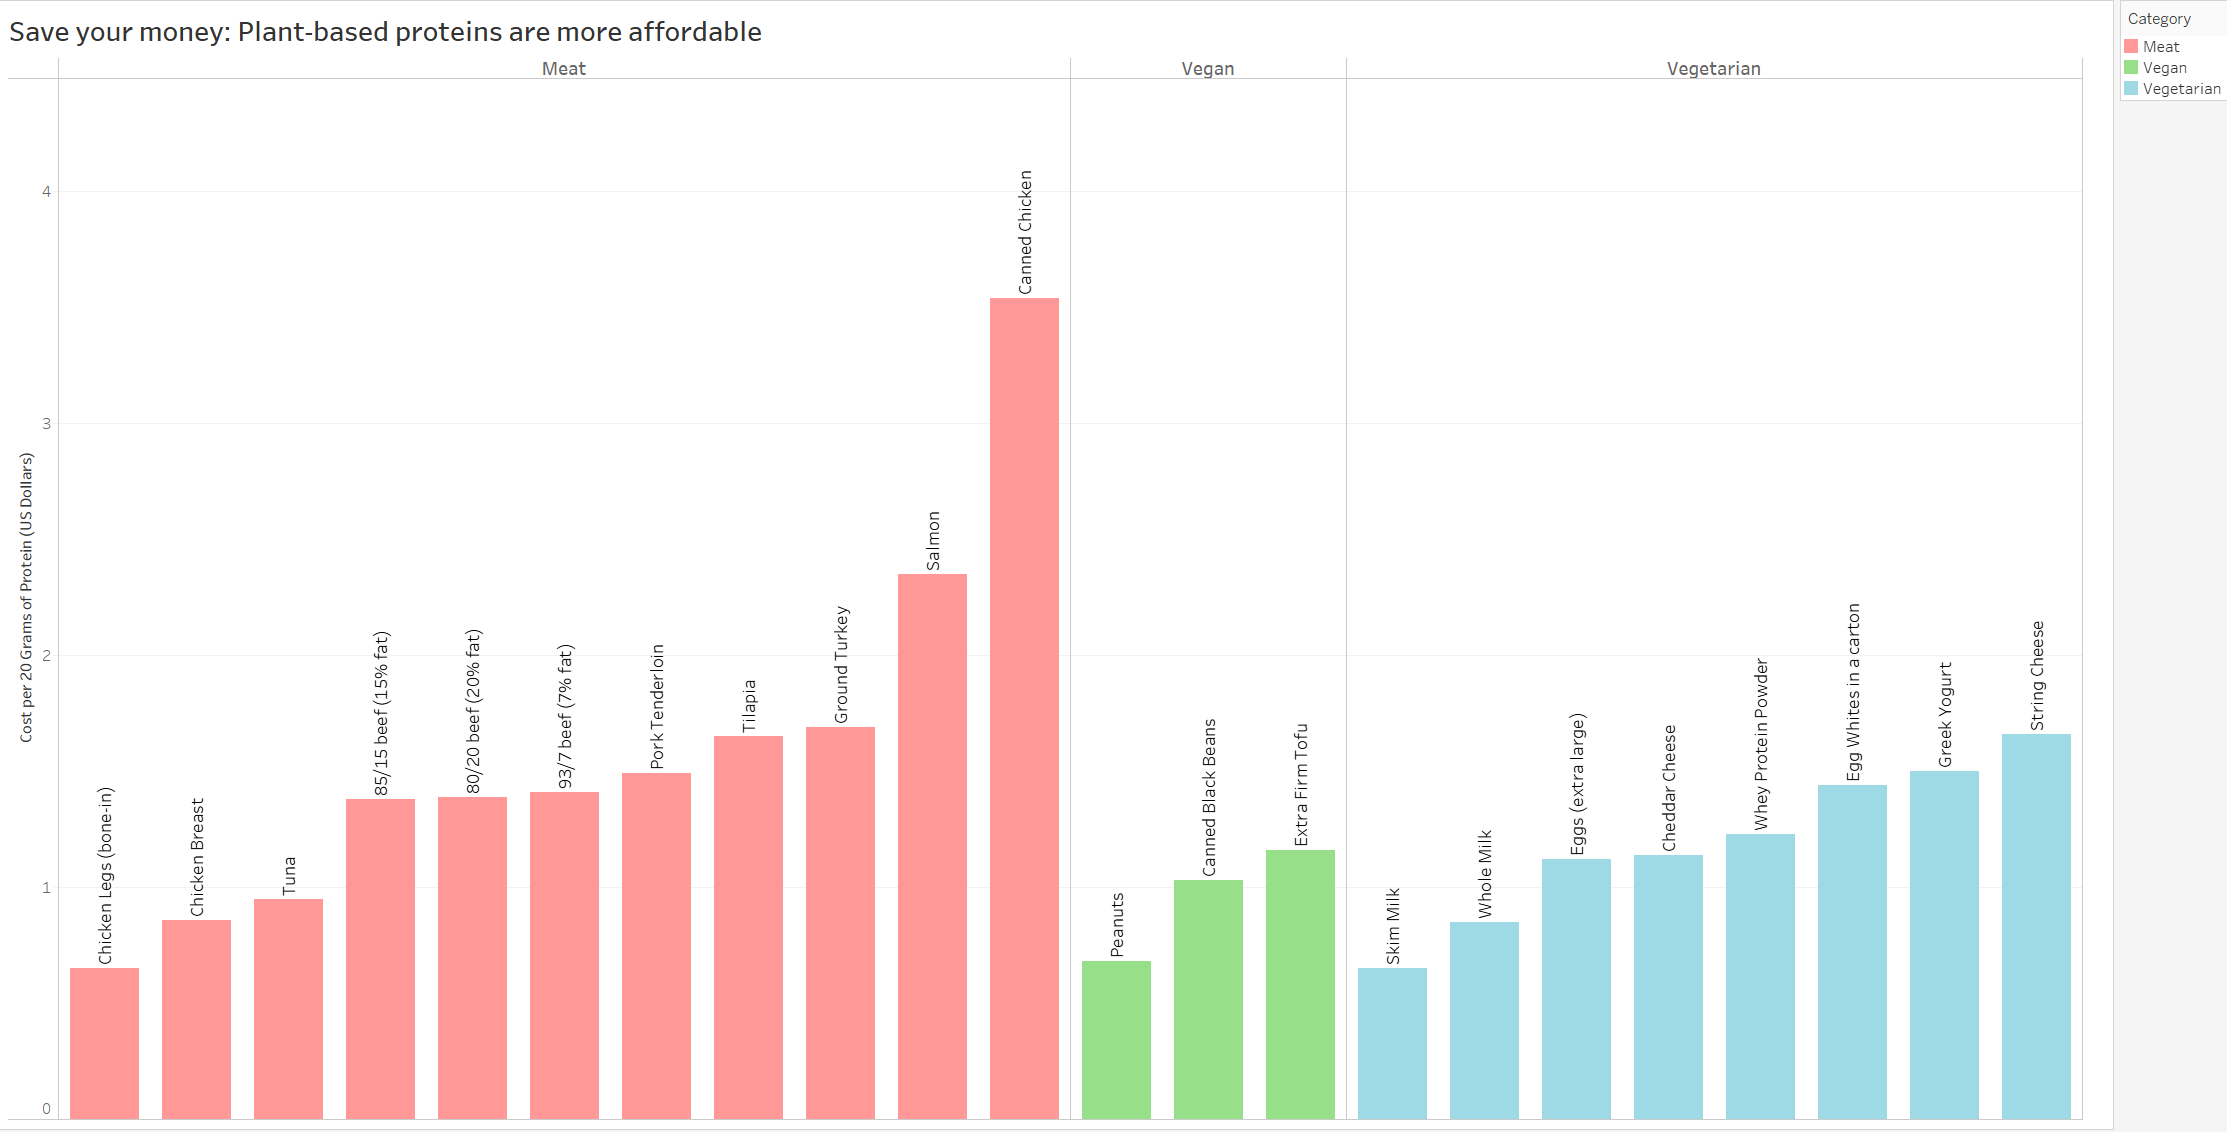 Save your money: Plant-based proteins are more affordable
Category
Meat
Vegan
Vegetarian
Meat
Vegan
Vegetarian
Cost per 20 Grams of Protein (US Dollars)
4
3
2
1
0
Chicken Legs (bone-in)
Chicken Breast
Tuna
85/15 beef (15% fat)
80/20 beef (20% fat)
93/7 beef (7% fat)
Pork Tenderloin
Tilapia
Ground Turkey
Salmon
Canned Chicken
Peanuts
Canned Black Beans
Extra Firm Tofu
Skim Milk
Whole Milk
Eggs (extra large)
Cheddar Cheese
Whey Protein Powder
Egg Whites in a carton
Greek Yogurt
String Cheese